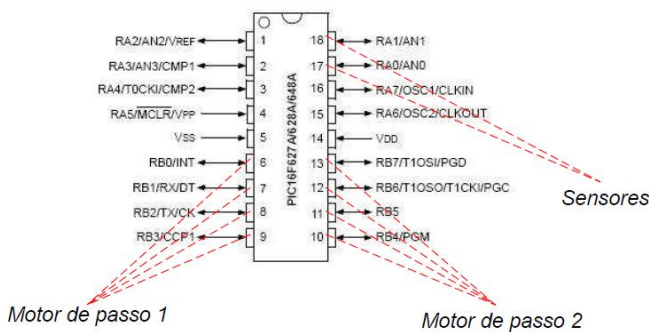 RA2/AN2/VREF 1 18 RA1/AN1
RA3/AN3/CMP1 2 17 RA0/AN0
RA4/T0CKI/CMP2 3 16 RA7/OSC1/CLKIN
RA5/MCLR/VPP 4 15 RA6/OSC2/CLKOUT
VSS 5 14 VDD
RB0/INT 6 13 RB7/T1OSI/PGD
RB1/RX/DT 7 12 RB6/T1OSO/T1CKI/PGC
RB2/TX/CK 8 11 RB5
RB3/CCP1 9 10 RB4/PGM
PIC16F627A/628A/648A
Sensores
Motor de passo 1
Motor de passo 2